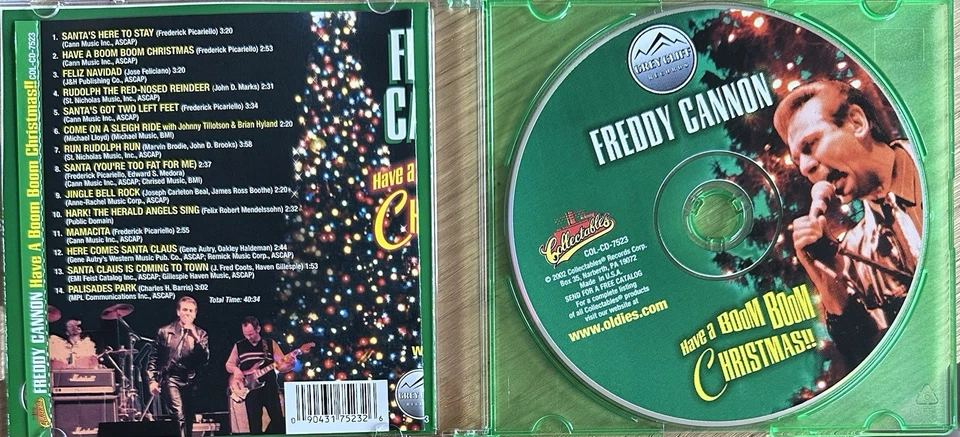 FREDDY CANNON Have A Boom Boom Christmas!! COL-CD-7523
Collectables
1. SANTA'S HERE TO STAY (Frederick Picariello) 3:20
(Cann Music Inc., ASCAP)
2. HAVE A BOOM BOOM CHRISTMAS (Frederick Picariello) 2:53
(Cann Music Inc., ASCAP)
3. FELIZ NAVIDAD (Jose Feliciano) 3:20
(J&H Publishing Co., ASCAP)
4. RUDOLPH THE RED-NOSED REINDEER (John D. Marks) 2:31
(St. Nicholas Music Inc., ASCAP)
5. SANTA'S GOT TWO LEFT FEET (Frederick Picariello) 3:34
(Cann Music Inc., ASCAP)
6. COME ON A SLEIGH RIDE with Johnny Tillotson & Brian Hyland 2:20
(Michael Lloyd) (Michael Music, BMI)
7. RUN RUDOLPH RUN (Marvin Brodie, John D. Brooks) 3:58
(St. Nicholas Music Inc., ASCAP)
8. SANTA (YOU'RE TOO FAT FOR ME) 2:37
(Frederick Picariello, Edward S. Medora)
(Cann Music Inc., ASCAP; Chrised Music, BMI)
9. JINGLE BELL ROCK (Joseph Carleton Beal, James Ross Boothe) 2:20
(Anne-Rachel Music Corp., ASCAP)
10. HARK! THE HERALD ANGELS SING (Felix Robert Mendelssohn) 2:32
(Public Domain)
11. MAMACITA (Frederick Picariello) 2:55
(Cann Music Inc., ASCAP)
12. HERE COMES SANTA CLAUS (Gene Autry, Oakley Haldeman) 2:44
(Gene Autry's Western Music Pub. Co., ASCAP; Remick Music Corp., ASCAP)
13. SANTA CLAUS IS COMING TO TOWN (J. Fred Coots, Haven Gillespie) 1:53
(EMI Feist Catalog Inc., ASCAP; Gillespie Haven Music, ASCAP)
14. PALISADES PARK (Charles H. Barris) 3:02
(MPL Communications Inc., ASCAP)
Total Time: 40:34
Marshall
0 90431 75232 6
Have a
GREY CLIFF
RECORDS
FREDDY CANNON
Collectables
COL-CD-7523
© 2002 Collectables® Records Corp.
Box 35, Narberth, PA 19072
Made in U.S.A.
SEND FOR A FREE CATALOG
For a complete listing
of all Collectables® products
visit our website at
www.oldies.com
Have a BOOM BOOM
CHRISTMAS!!